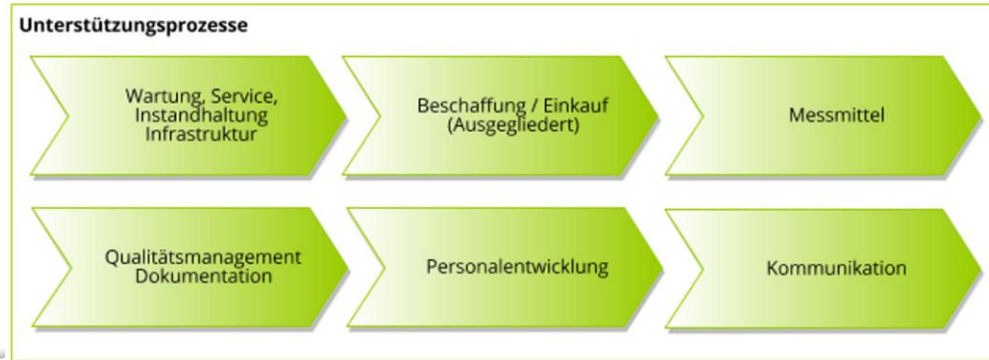 Unterstützungsprozesse
Wartung, Service,
Instandhaltung
Infrastruktur
Beschaffung / Einkauf
(Ausgegliedert)
Messmittel
Qualitätsmanagement
Dokumentation
Personalentwicklung
Kommunikation